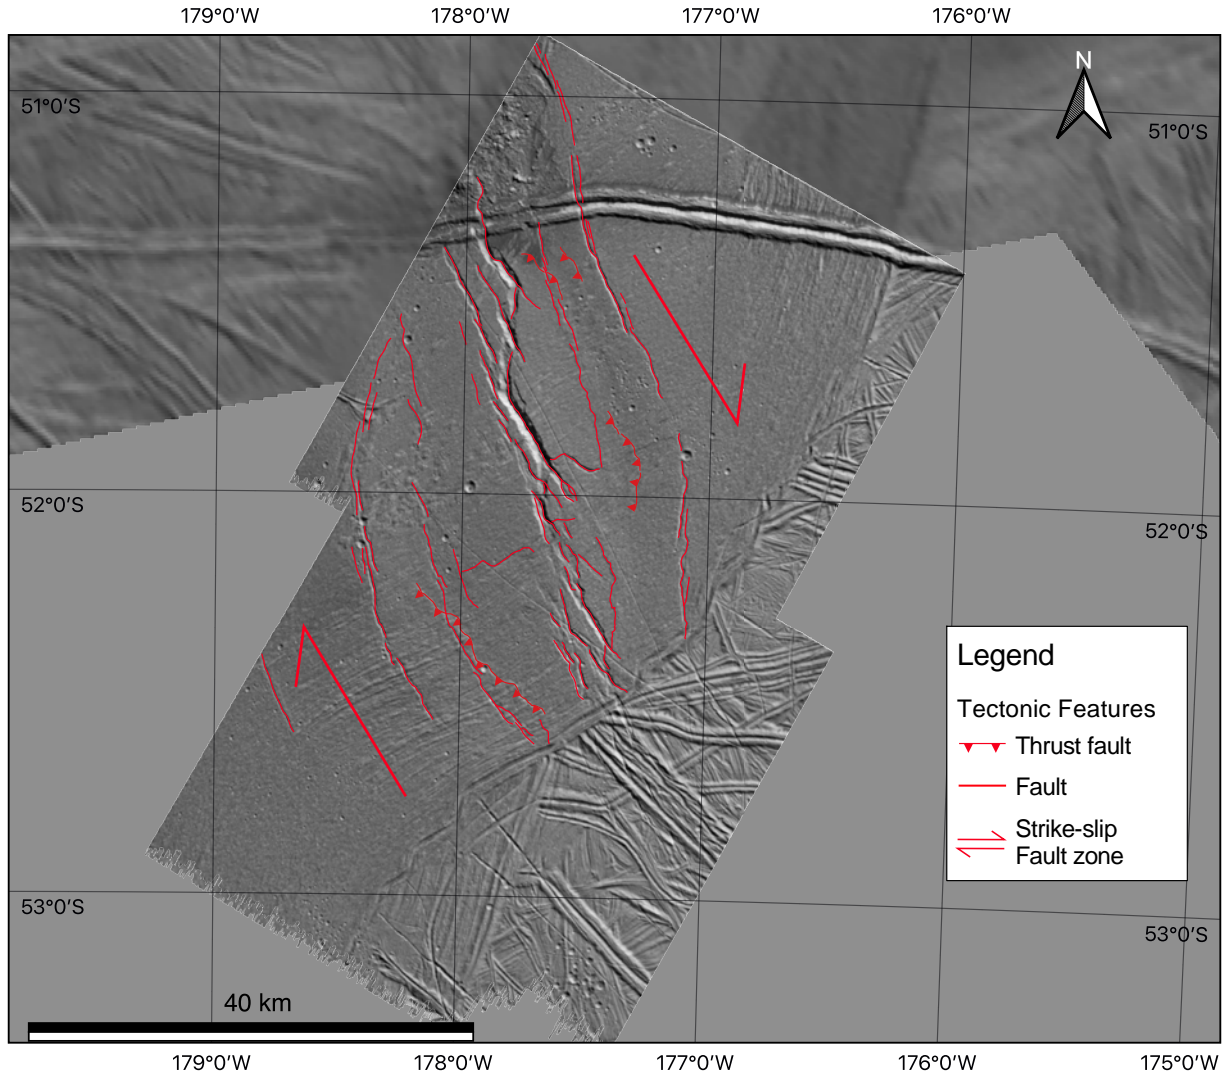 179°0′W 178°0′W 177°0′W 176°0′W
N
51°0′S
51°0′S
52°0′S
52°0′S
Legend
Tectonic Features
Thrust fault
Fault
Strike-slip
Fault zone
53°0′S
53°0′S
40 km
179°0′W 178°0′W 177°0′W 176°0′W 175°0′W